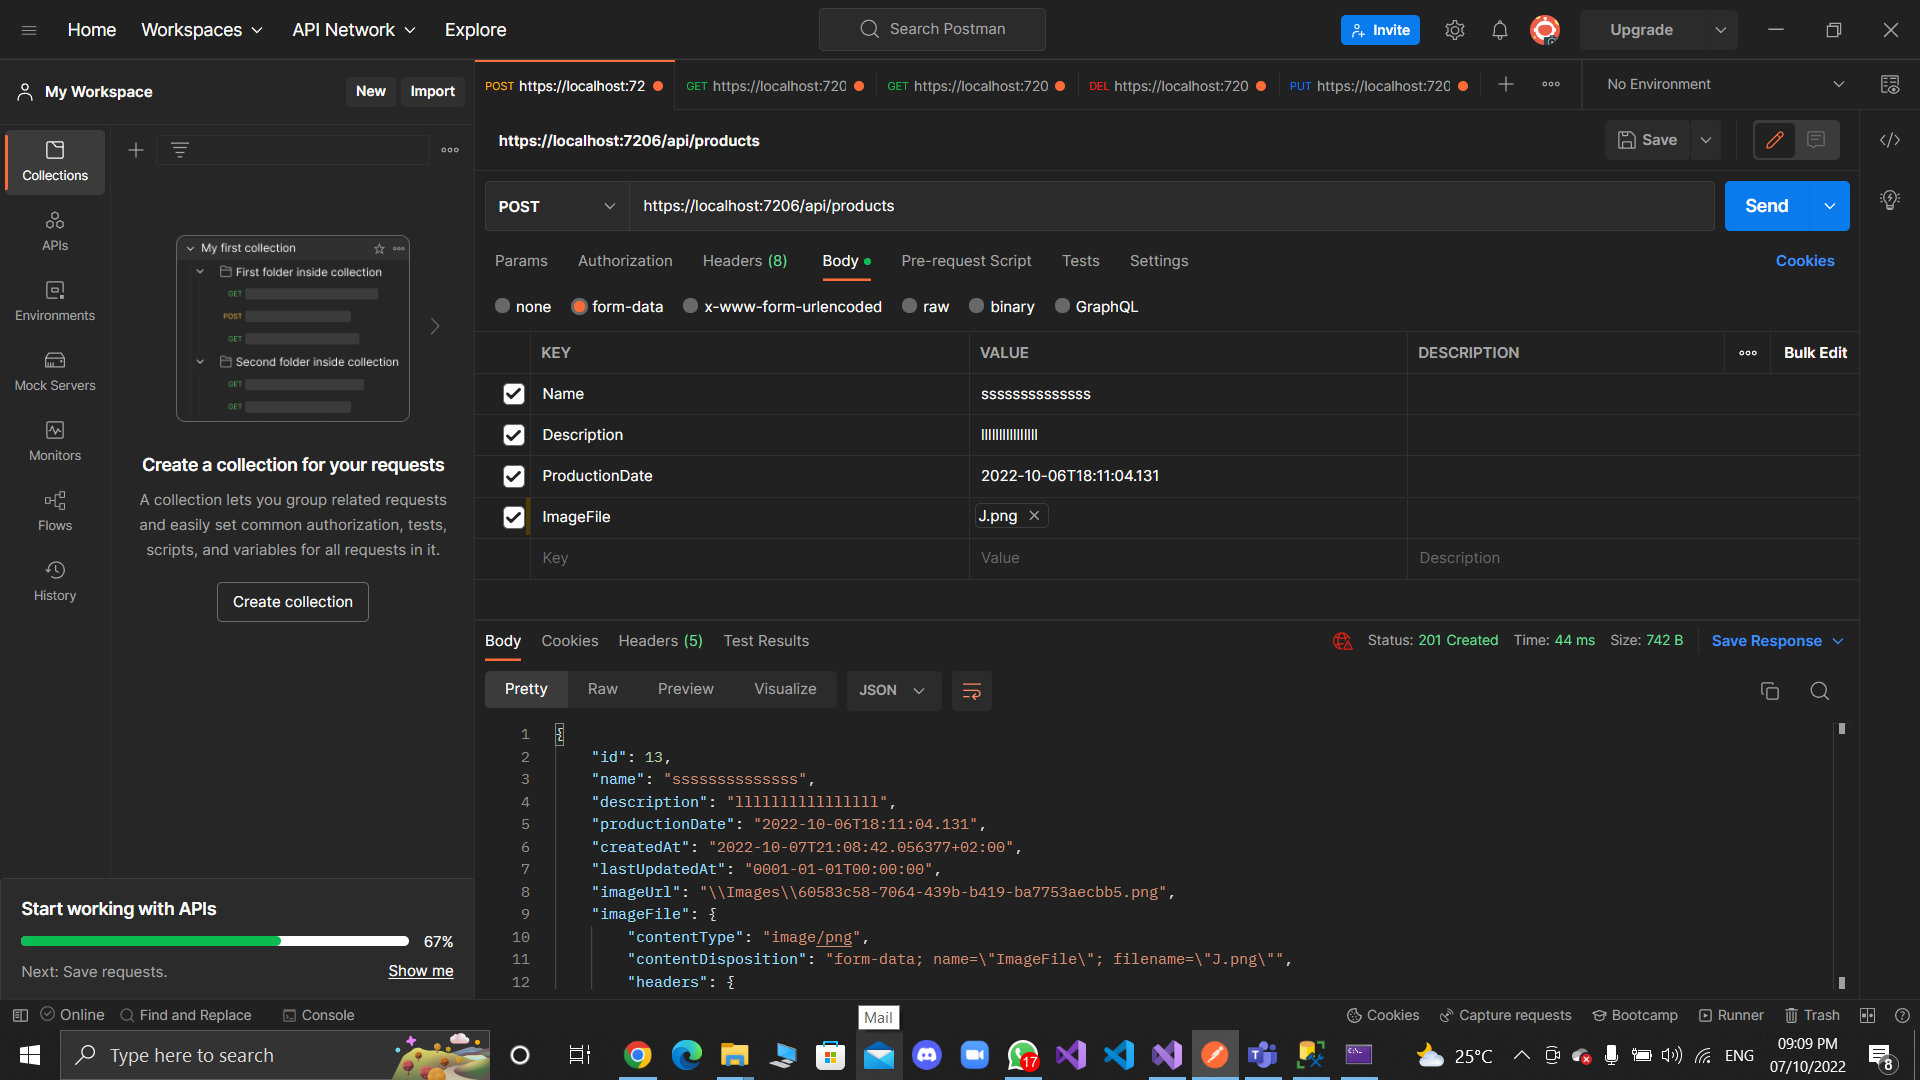 Home Workspaces API Network Explore Search Postman Invite Upgrade
My Workspace New Import
POST https://localhost:72 GET https://localhost:720 GET https://localhost:720 DEL https://localhost:720 PUT https://localhost:720 No Environment
https://localhost:7206/api/products Save
POST https://localhost:7206/api/products Send
Params Authorization Headers (8) Body Pre-request Script Tests Settings Cookies
none form-data x-www-form-urlencoded raw binary GraphQL
KEY VALUE DESCRIPTION Bulk Edit
Name ssssssssssssss
Description llllllllllllllll
ProductionDate 2022-10-06T18:11:04.131
ImageFile J.png
Key Value Description
Collections
APIs
Environments
Mock Servers
Monitors
Flows
History
My first collection
First folder inside collection
GET
POST
GET
Second folder inside collection
GET
GET
Create a collection for your requests
A collection lets you group related requests
and easily set common authorization, tests,
scripts, and variables for all requests in it.
Create collection
Body Cookies Headers (5) Test Results Status: 201 Created Time: 44 ms Size: 742 B Save Response
Pretty Raw Preview Visualize JSON
1 {
2 "id": 13,
3 "name": "ssssssssssssss",
4 "description": "llllllllllllllll",
5 "productionDate": "2022-10-06T18:11:04.131",
6 "createdAt": "2022-10-07T21:08:42.056377+02:00",
7 "lastUpdatedAt": "0001-01-01T00:00:00",
8 "imageUrl": "\\Images\\60583c58-7064-439b-b419-ba7753aecbb5.png",
9 "imageFile": {
10 "contentType": "image/png",
11 "contentDisposition": "form-data; name=\"ImageFile\"; filename=\"J.png\"",
12 "headers": {
Start working with APIs
67%
Next: Save requests. Show me
Online Find and Replace Console Mail Cookies Capture requests Bootcamp Runner Trash
Type here to search 17 25°C ENG 09:09 PM
07/10/2022 8